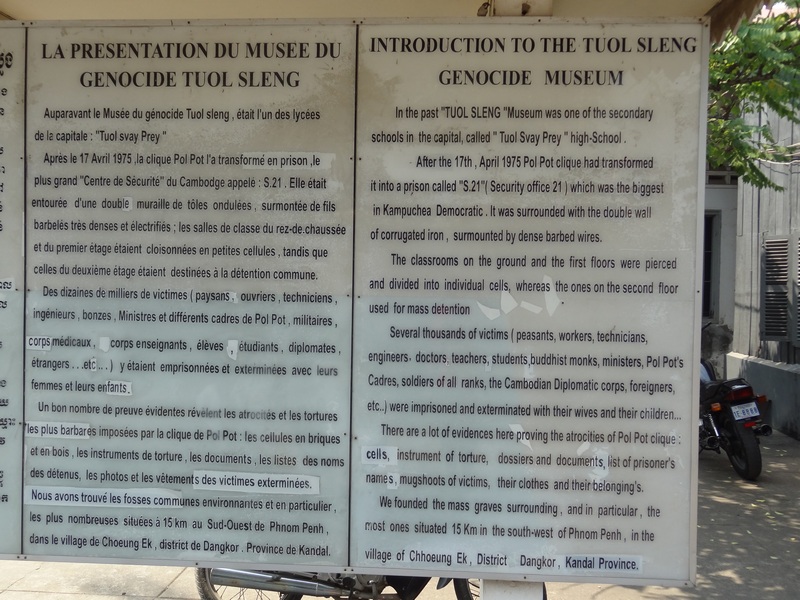 LA PRESENTATION DU MUSEE DU
GENOCIDE TUOL SLENG
Auparavant le Musée du génocide Tuol sleng , était l'un des lycées
de la capitale : "Tuol svay Prey "
Après le 17 Avril 1975 ,la clique Pol Pot l'a transformé en prison ,le
plus grand "Centre de Sécurité" du Cambodge appelé : S.21 . Elle était
entourée d'une double muraille de tôles ondulées , surmontée de fils
barbelés très denses et électrifiés ; les salles de classe du rez-de.chaussée
et du premier étage étaient cloisonnées en petites cellules , tandis que
celles du deuxième étage étaient destinées à la détention commune.
Des dizaines de milliers de victimes ( paysans , ouvriers , techniciens ,
ingénieurs , bonzes , Ministres et différents cadres de Pol Pot , militaires ,
corps médicaux , corps enseignants , élèves , étudiants , diplomates ,
étrangers . . .etc . . . ) y étaient emprisonnées et exterminées avec leurs
femmes et leurs enfants .
Un bon nombre de preuve évidentes révèlent les atrocités et les tortures
les plus barbares imposées par la clique de Pol Pot : les cellules en briques
et en bois , les instruments de torture , les documents , les listes des noms
des détenus, les photos et les vêtements des victimes exterminées.
Nous avons trouvé les fosses communes environnantes et en particulier ,
les plus nombreuses situées à 15 km au Sud-Ouest de Phnom Penh ,
dans le village de Choeung Ek , district de Dangkor . Province de Kandal.
INTRODUCTION TO THE TUOL SLENG
GENOCIDE MUSEUM
In the past "TUOL SLENG "Museum was one of the secondary
schools in the capital, called " Tuol Svay Prey " high-School .
After the 17th , April 1975 Pol Pot clique had transformed
it into a prison called "S.21"( Security office 21 ) which was the biggest
in Kampuchea Democratic . It was surrounded with the double wall
of corrugated iron , surmounted by dense barbed wires.
The classrooms on the ground and the first floors were pierced
and divided into individual cells, whereas the ones on the second floor
used for mass detention
Several thousands of victims ( peasants, workers, technicians,
engineers, doctors, teachers, students,buddhist monks, ministers, Pol Pot's
Cadres, soldiers of all ranks, the Cambodian Diplomatic corps, foreigners,
etc..) were imprisoned and exterminated with their wives and their children...
There are a lot of evidences here proving the atrocities of Pol Pot clique :
cells, instrument of torture, dossiers and documents, list of prisoner's
names, mugshoots of victims, their clothes and their belonging's.
We founded the mass graves surrounding , and in particular , the
most ones situated 15 Km in the south-west of Phnom Penh , in the
village of Chhoeung Ek , District Dangkor , Kandal Province.